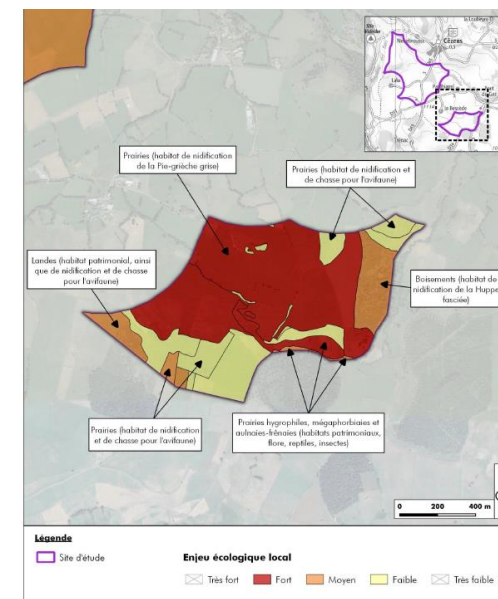 Cézens
Prairies (habitat de nidification
de la Pie-grièche grise)
Prairies (habitat de nidification et
de chasse pour l'avifaune)
Landes (habitat patrimonial, ainsi
que de nidification et de chasse
pour l'avifaune)
Boisements (habitat de
nidification de la Huppe
fasciée)
Prairies (habitat de nidification
et de chasse pour l'avifaune)
Prairies hygrophiles, mégaphorbiaies et
aulnaies-frênaies (habitats patrimoniaux,
flore, reptiles, insectes)
0 200 400 m
Légende
Site d'étude
Enjeu écologique local
Très fort Fort Moyen Faible Très faible